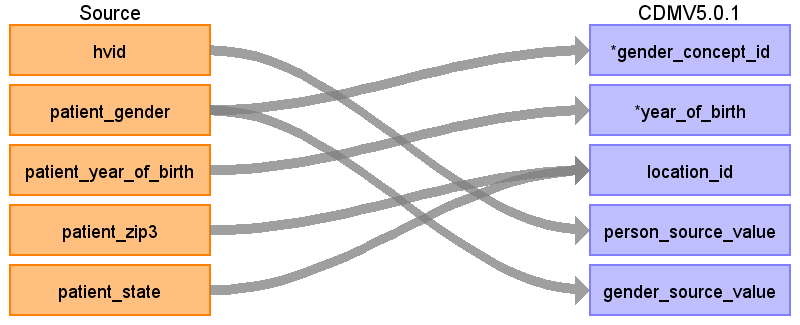 Source
CDMV5.0.1
hvid
*gender_concept_id
patient_gender
*year_of_birth
patient_year_of_birth
location_id
patient_zip3
person_source_value
patient_state
gender_source_value